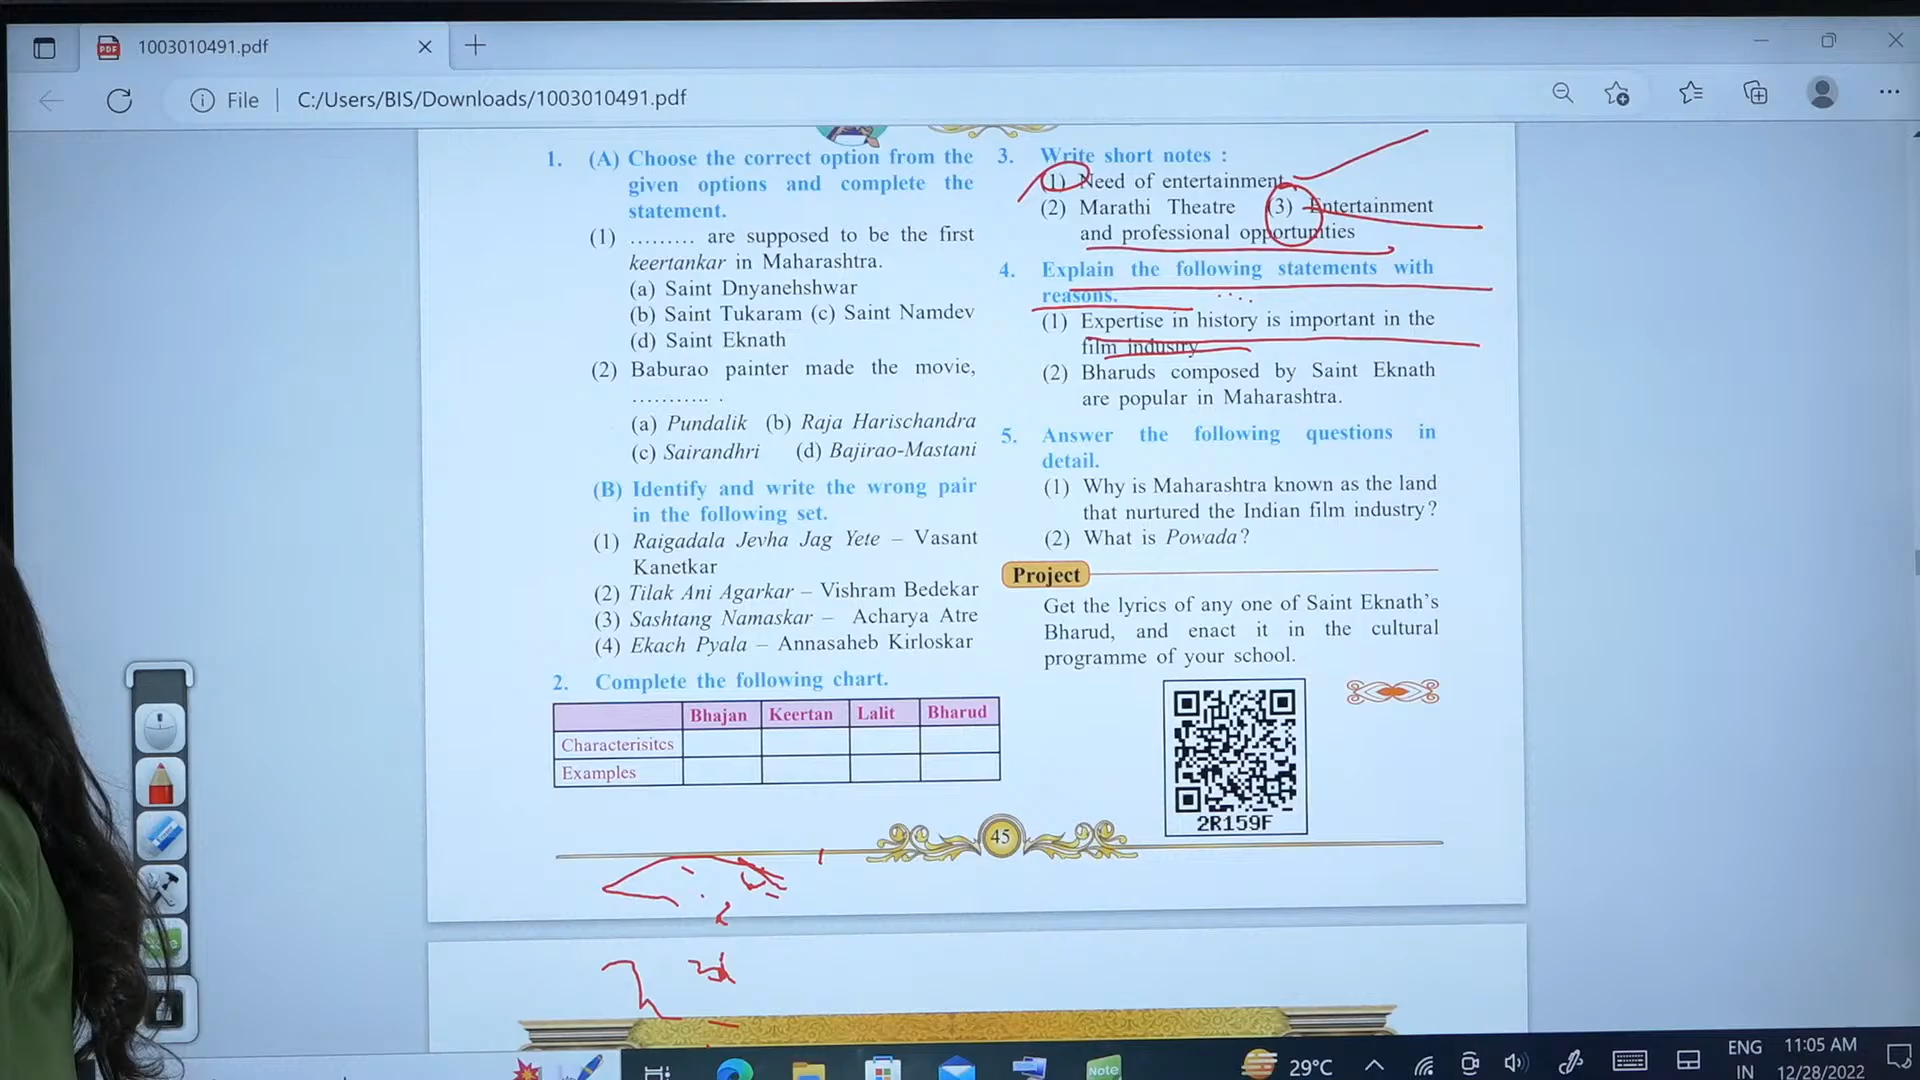 1003010491.pdf
File
C:/Users/BIS/Downloads/1003010491.pdf
1. (A) Choose the correct option from the
given options and complete the
statement.
(1) ......... are supposed to be the first
keertankar in Maharashtra.
(a) Saint Dnyanehshwar
(b) Saint Tukaram (c) Saint Namdev
(d) Saint Eknath
(2) Baburao painter made the movie,
........... .
(a) Pundalik (b) Raja Harischandra
(c) Sairandhri (d) Bajirao-Mastani
(B) Identify and write the wrong pair
in the following set.
(1) Raigadala Jevha Jag Yete – Vasant
Kanetkar
(2) Tilak Ani Agarkar – Vishram Bedekar
(3) Sashtang Namaskar – Acharya Atre
(4) Ekach Pyala – Annasaheb Kirloskar
2. Complete the following chart.
Bhajan Keertan Lalit Bharud
Characterisitcs
Examples
3. Write short notes :
(1) Need of entertainment
(2) Marathi Theatre (3) Entertainment
and professional opportunities
4. Explain the following statements with
reasons.
(1) Expertise in history is important in the
film industry
(2) Bharuds composed by Saint Eknath
are popular in Maharashtra.
5. Answer the following questions in
detail.
(1) Why is Maharashtra known as the land
that nurtured the Indian film industry?
(2) What is Powada?
Project
Get the lyrics of any one of Saint Eknath's
Bharud, and enact it in the cultural
programme of your school.
2R159F
45
Note
29°C
ENG
IN
11:05 AM
12/28/2022